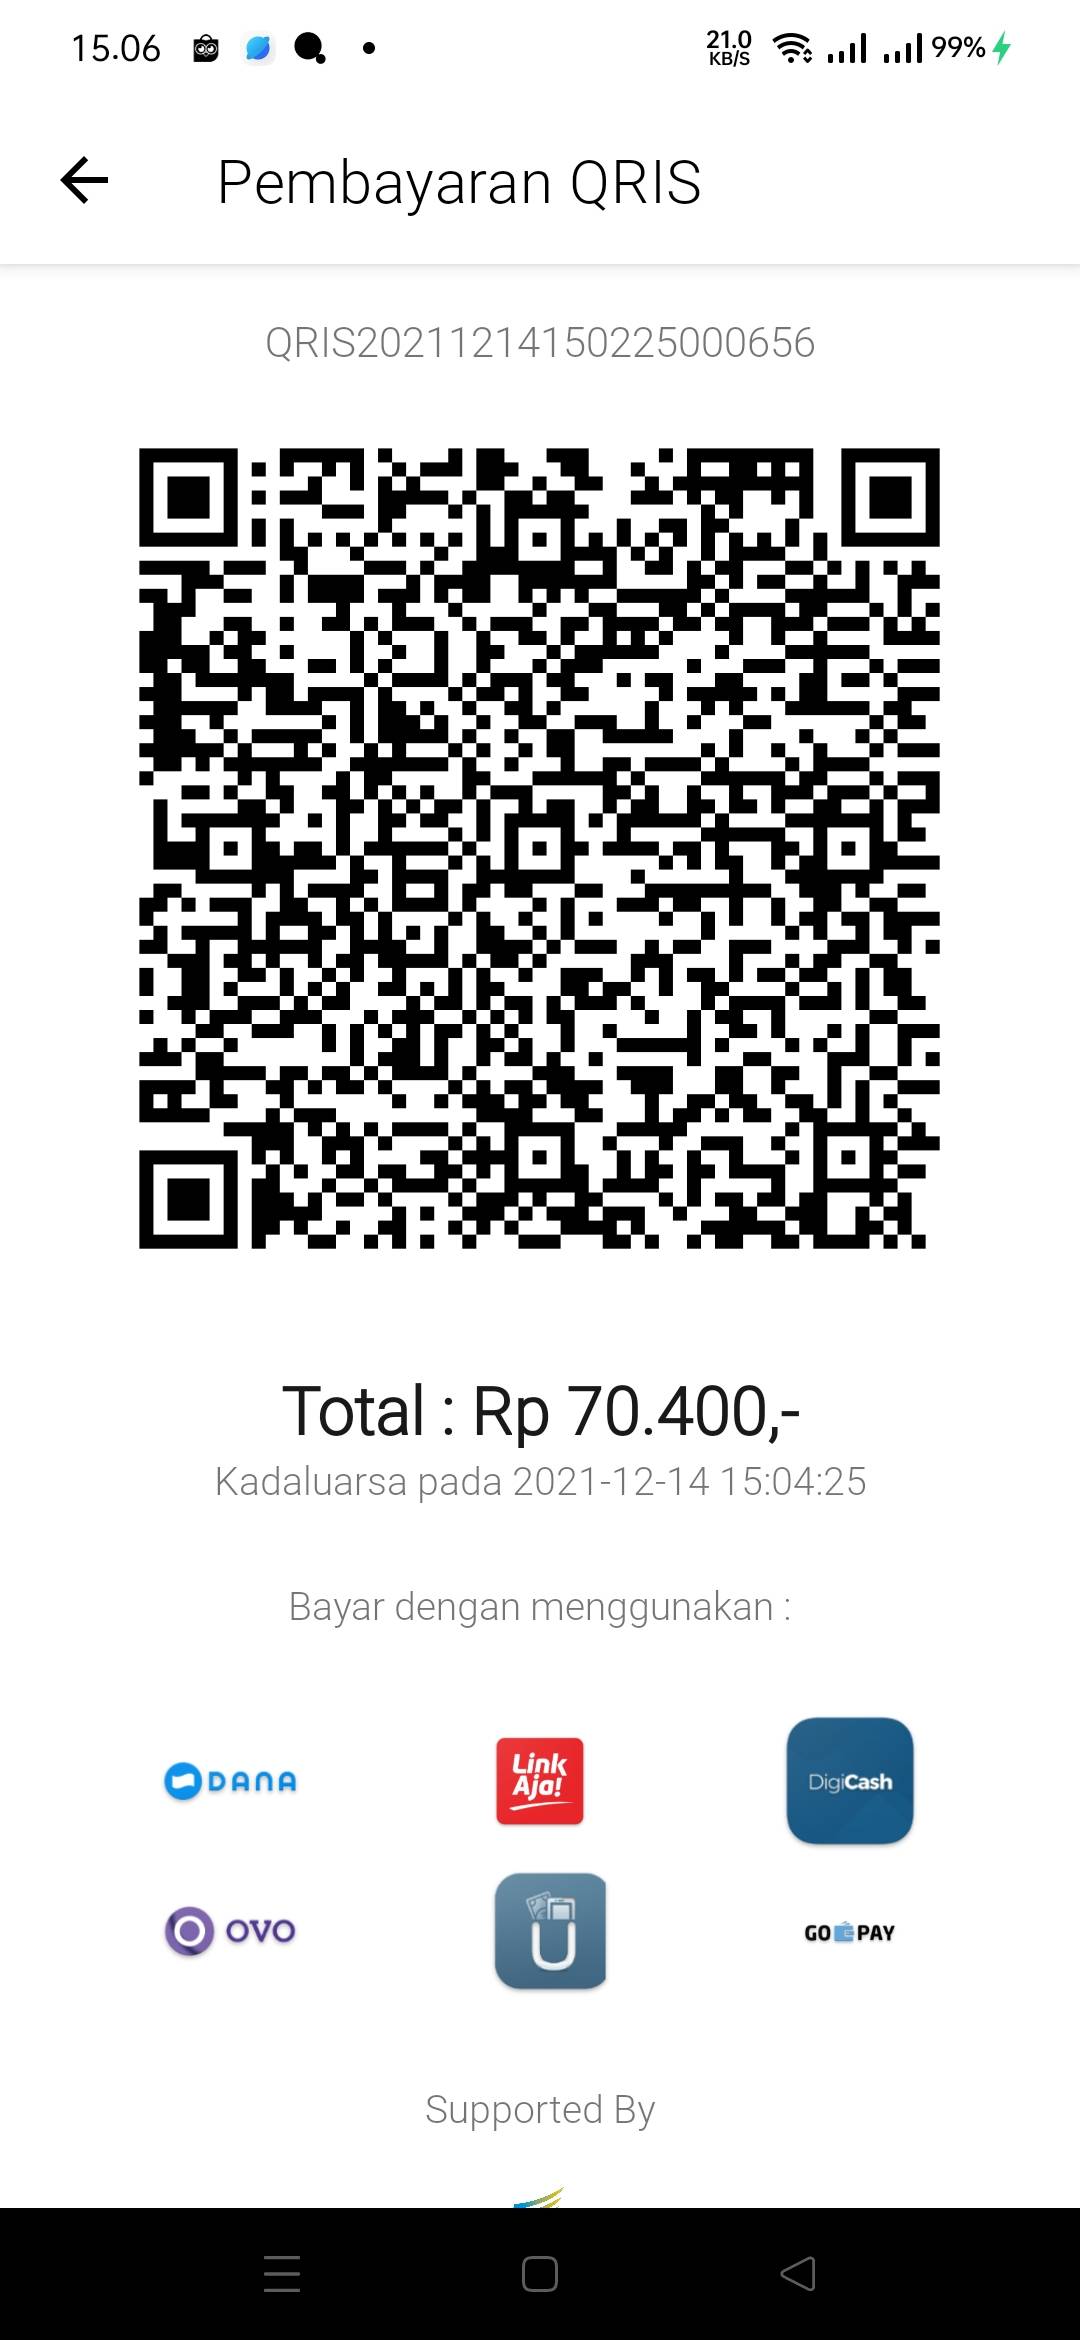 15.06
21.0
KB/S
99%
Pembayaran QRIS
QRIS20211214150225000656
Total : Rp 70.400,-
Kadaluarsa pada 2021-12-14 15:04:25
Bayar dengan menggunakan :
DANA
Link
Aja!
DigiCash
OVO
U
GO PAY
Supported By